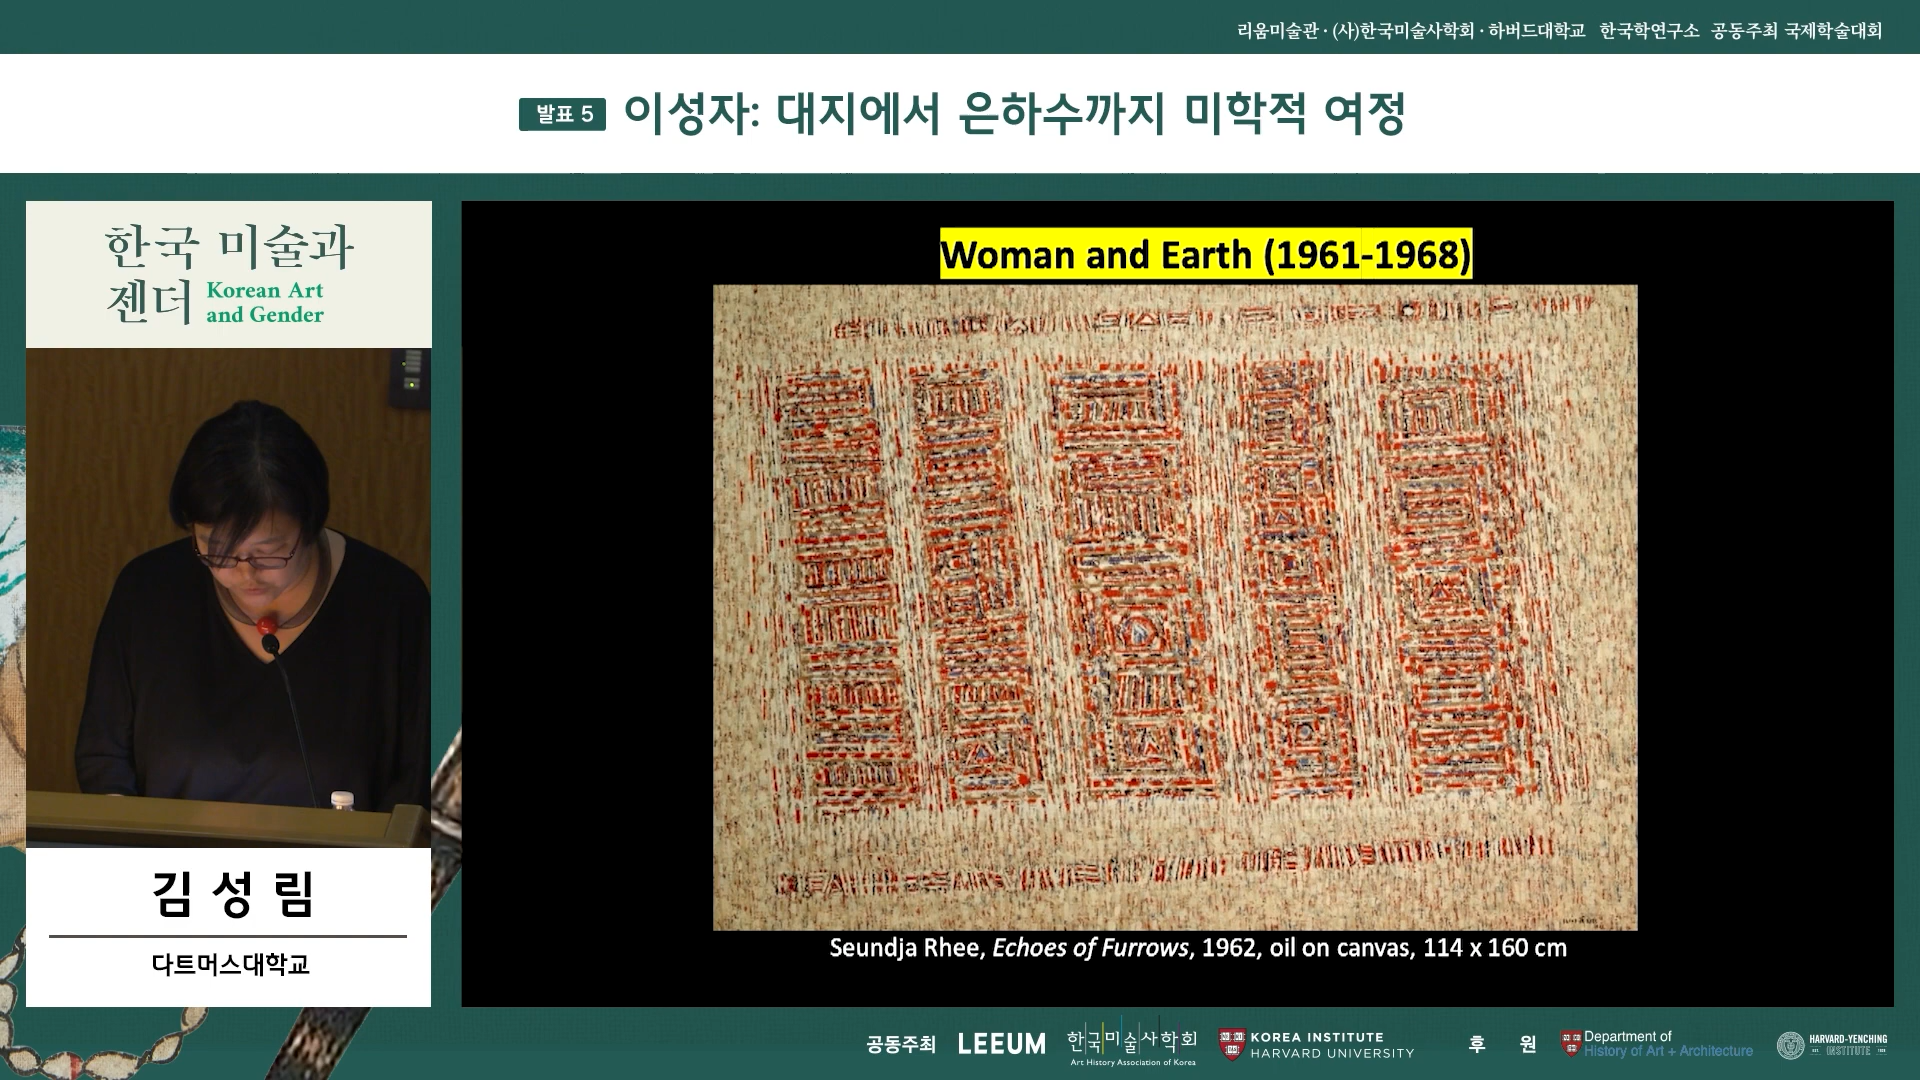 리움미술관 · (사)한국미술사학회 · 하버드대학교 한국학연구소 공동주최 국제학술대회
발표 5 이성자: 대지에서 은하수까지 미학적 여정
한국 미술과
젠더 Korean Art
and Gender
Woman and Earth (1961-1968)
Seundja Rhee, Echoes of Furrows, 1962, oil on canvas, 114 x 160 cm
김성림
다트머스대학교
공동주최
LEEUM
한국미술사학회
Art History Association of Korea
KOREA INSTITUTE
HARVARD UNIVERSITY
후 원
Department of
History of Art + Architecture
HARVARD-YENCHING
INSTITUTE